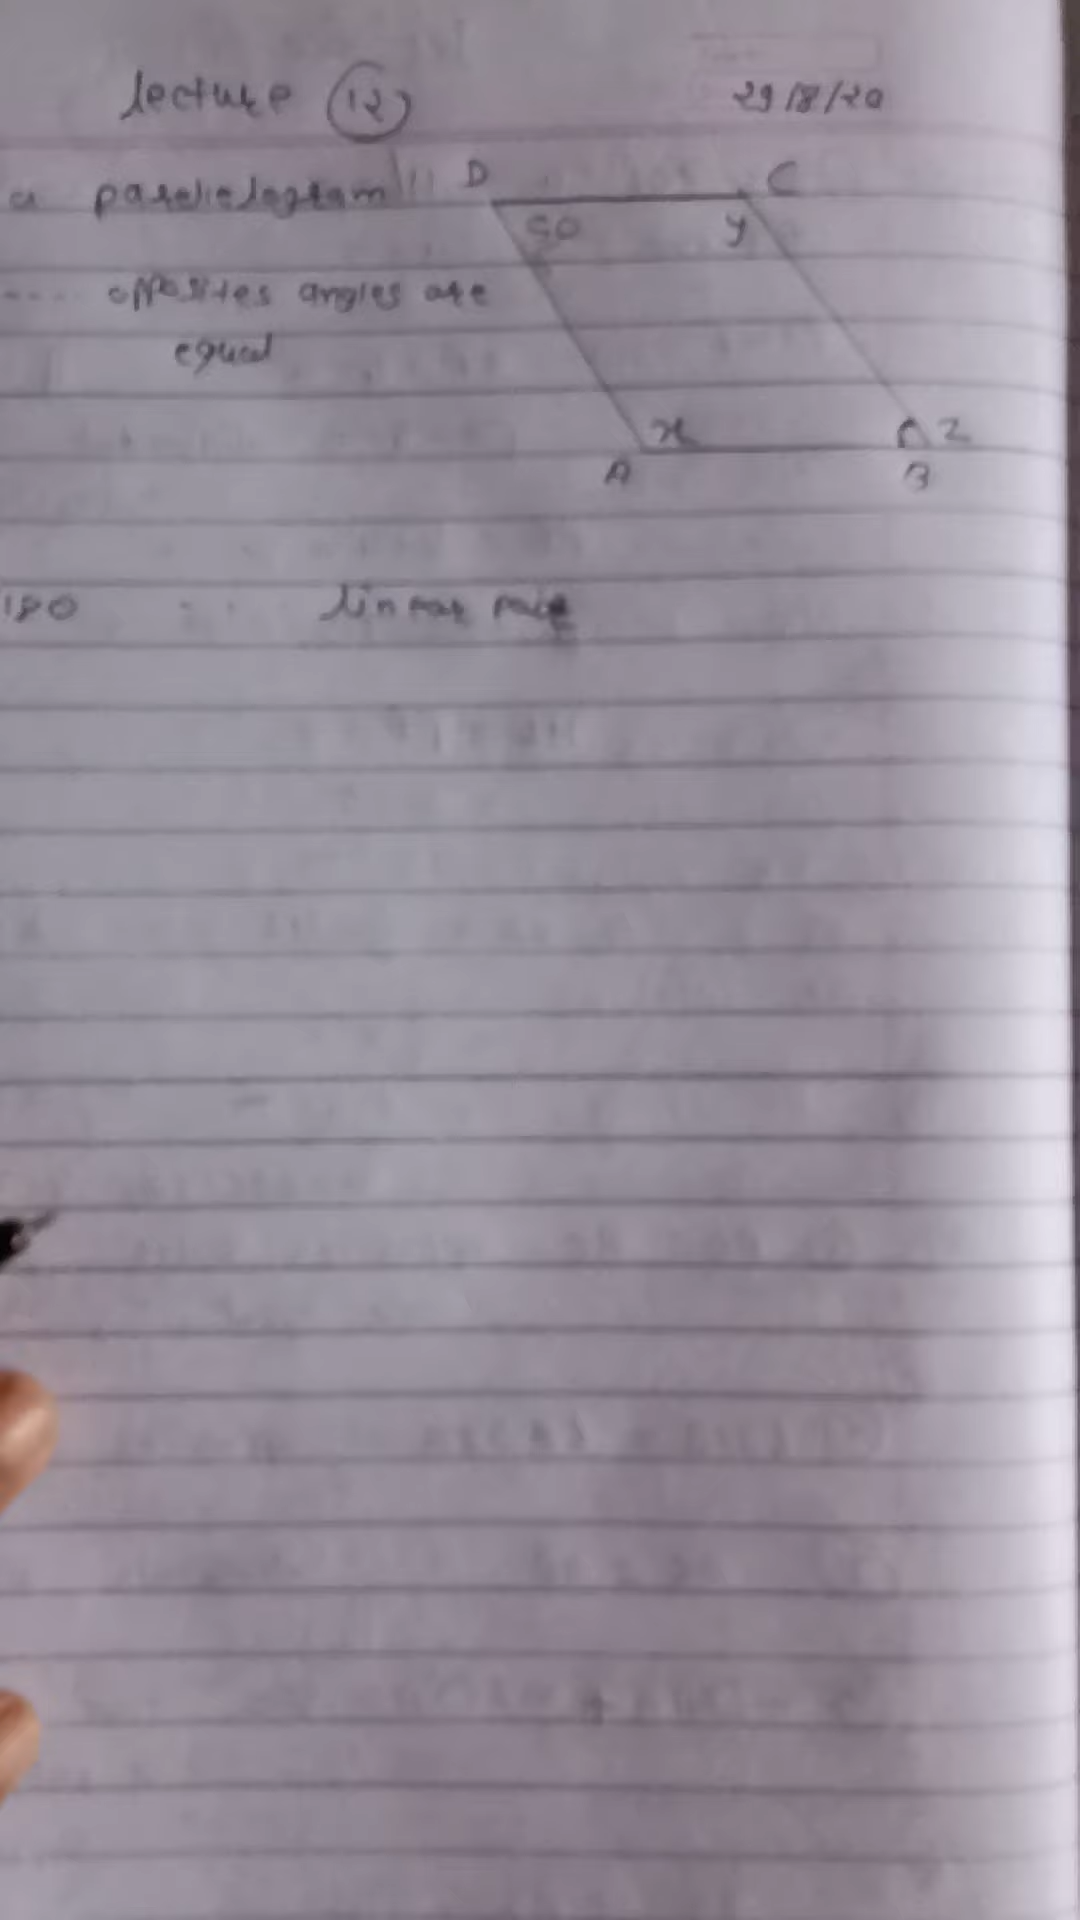 lecture 12 29/8/20
a parallelogram D C
50 y
opposites angles are
equal
x z
A B
180 linear pair